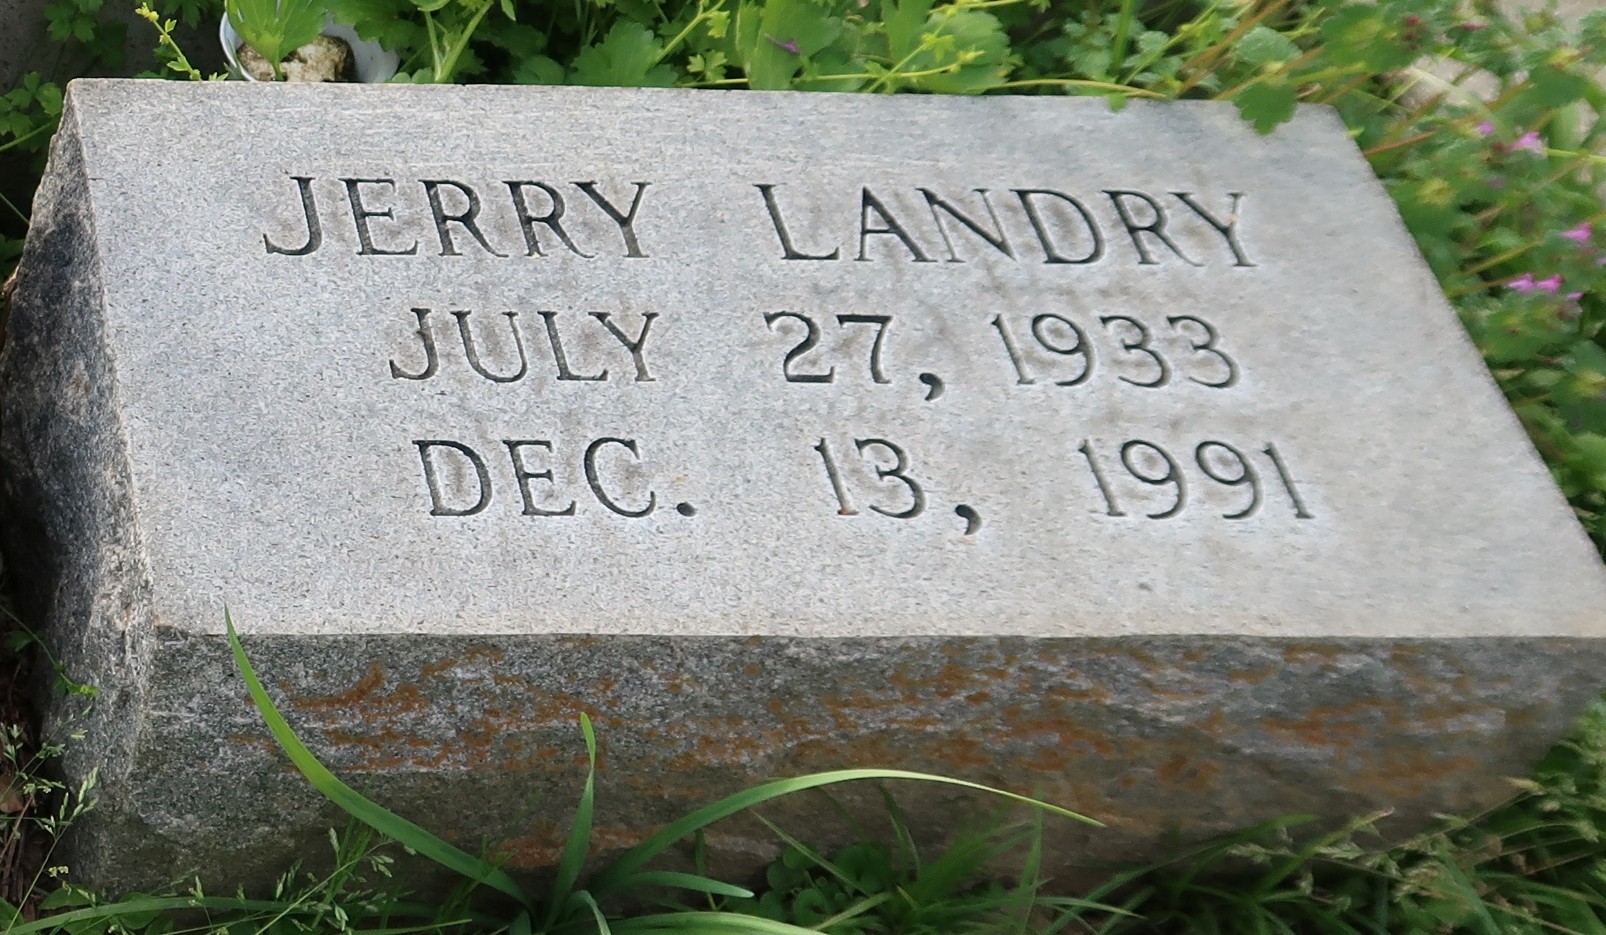 JERRY LANDRY
JULY 27, 1933
DEC. 13, 1991